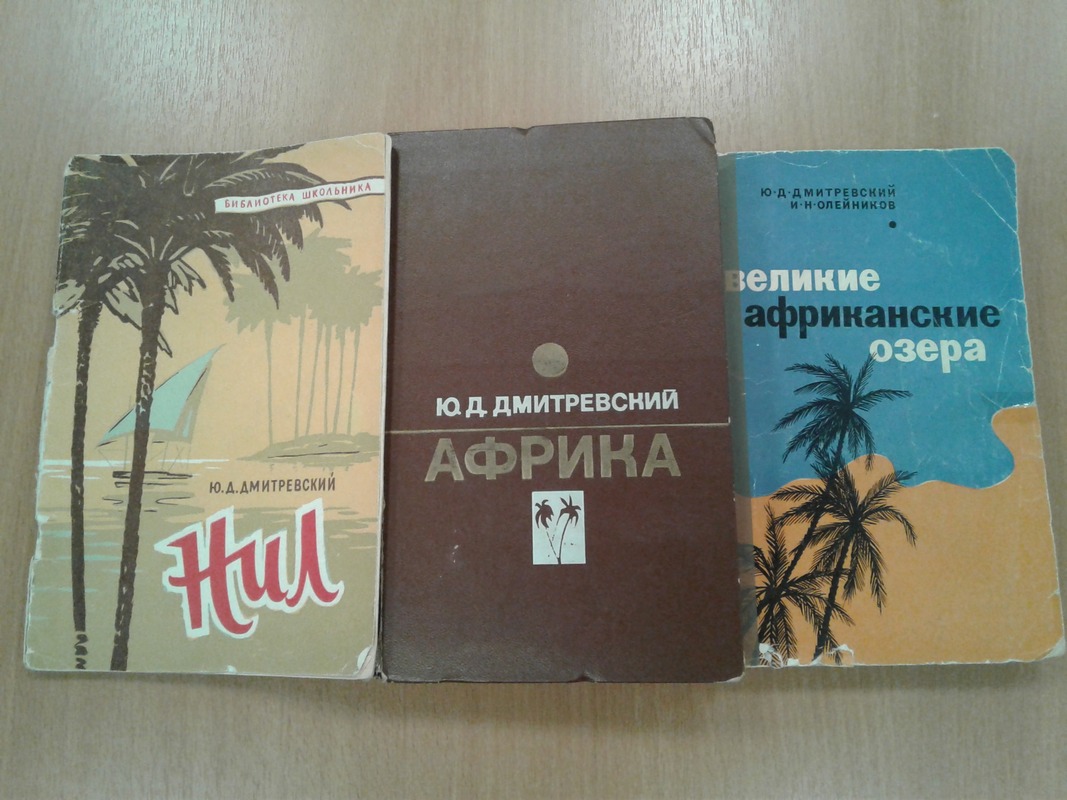 БИБЛИОТЕКА ШКОЛЬНИКА
Ю.Д.ДМИТРЕВСКИЙ
Нил
Ю.Д.ДМИТРЕВСКИЙ
АФРИКА
Ю·Д·ДМИТРЕВСКИЙ
И·Н·ОЛЕЙНИКОВ
великие
африканские
озера